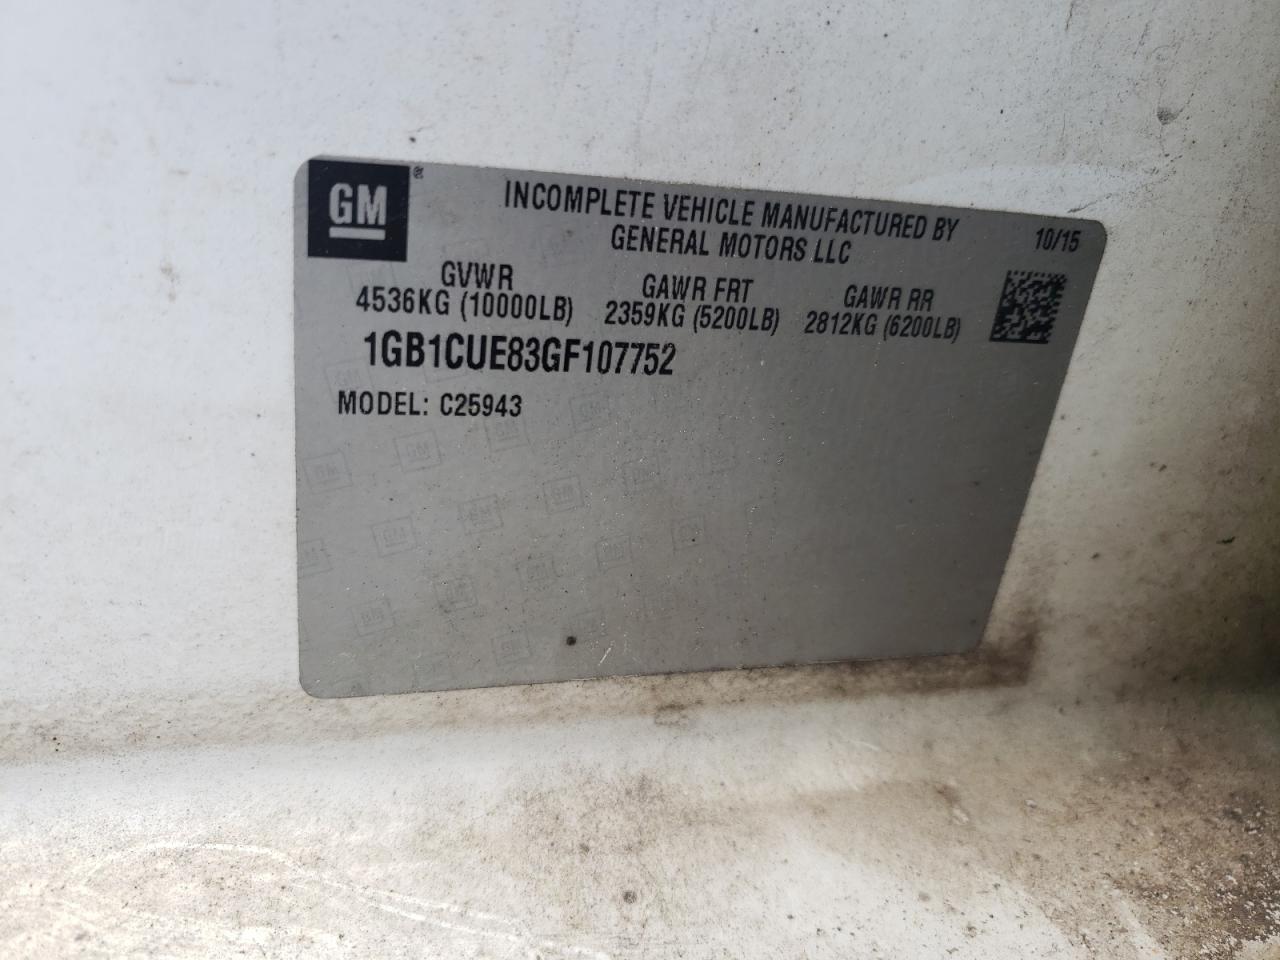 GM
INCOMPLETE VEHICLE MANUFACTURED BY
GENERAL MOTORS LLC
10/15
GVWR GAWR FRT GAWR RR
4536KG (10000LB) 2359KG (5200LB) 2812KG (6200LB)
1GB1CUE83GF107752
MODEL: C25943